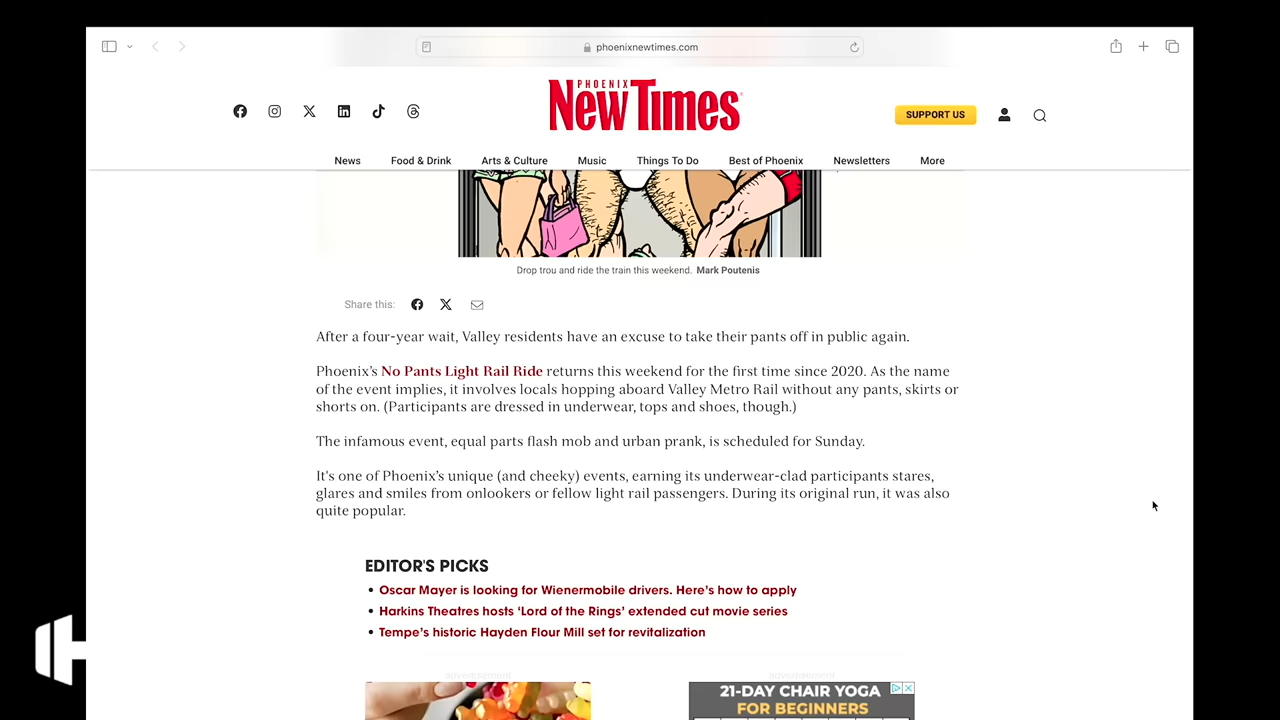 phoenixnewtimes.com
PHOENIX
New Times
SUPPORT US
News Food & Drink Arts & Culture Music Things To Do Best of Phoenix Newsletters More
Drop trou and ride the train this weekend. Mark Poutenis
Share this:
After a four-year wait, Valley residents have an excuse to take their pants off in public again.
Phoenix's No Pants Light Rail Ride returns this weekend for the first time since 2020. As the name
of the event implies, it involves locals hopping aboard Valley Metro Rail without any pants, skirts or
shorts on. (Participants are dressed in underwear, tops and shoes, though.)
The infamous event, equal parts flash mob and urban prank, is scheduled for Sunday.
It's one of Phoenix's unique (and cheeky) events, earning its underwear-clad participants stares,
glares and smiles from onlookers or fellow light rail passengers. During its original run, it was also
quite popular.
EDITOR'S PICKS
• Oscar Mayer is looking for Wienermobile drivers. Here's how to apply
• Harkins Theatres hosts 'Lord of the Rings' extended cut movie series
• Tempe's historic Hayden Flour Mill set for revitalization
advertisement advertisement
21-DAY CHAIR YOGA
FOR BEGINNERS